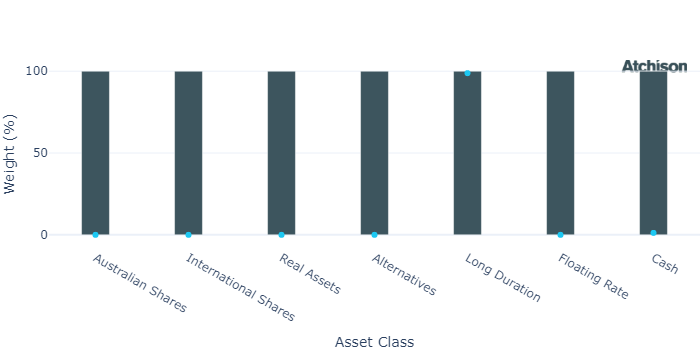 Atchison
100
50
0
Weight (%)
Australian Shares
International Shares
Real Assets
Alternatives
Long Duration
Floating Rate
Cash
Asset Class